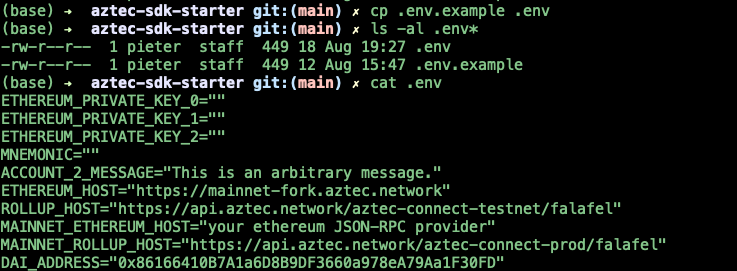 (base) → aztec-sdk-starter git:(main) ✗ cp .env.example .env
(base) → aztec-sdk-starter git:(main) ✗ ls -al .env*
-rw-r--r-- 1 pieter staff 449 18 Aug 19:27 .env
-rw-r--r-- 1 pieter staff 449 12 Aug 15:47 .env.example
(base) → aztec-sdk-starter git:(main) ✗ cat .env
ETHEREUM_PRIVATE_KEY_0=""
ETHEREUM_PRIVATE_KEY_1=""
ETHEREUM_PRIVATE_KEY_2=""
MNEMONIC=""
ACCOUNT_2_MESSAGE="This is an arbitrary message."
ETHEREUM_HOST="https://mainnet-fork.aztec.network"
ROLLUP_HOST="https://api.aztec.network/aztec-connect-testnet/falafel"
MAINNET_ETHEREUM_HOST="your ethereum JSON-RPC provider"
MAINNET_ROLLUP_HOST="https://api.aztec.network/aztec-connect-prod/falafel"
DAI_ADDRESS="0x86166410B7A1a6D8B9DF3660a978eA79Aa1F30FD"